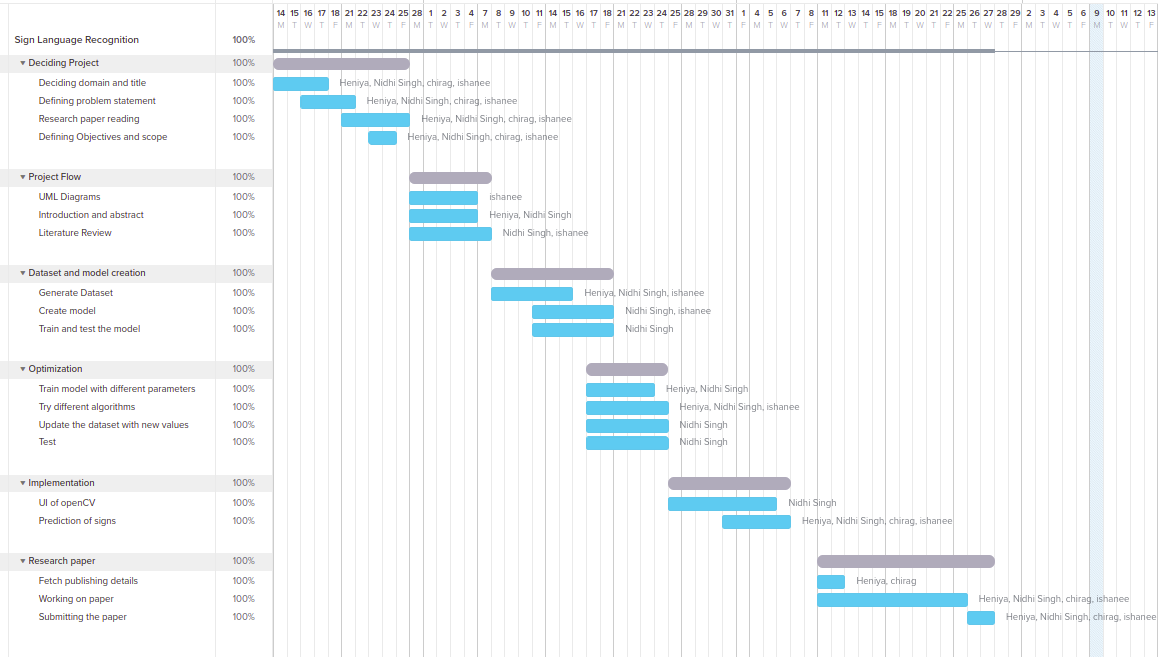 14 15 16 17 18 21 22 23 24 25 28 1 2 3 4 7 8 9 10 11 14 15 16 17 18 21 22 23 24 25 28 29 30 31 1 4 5 6 7 8 11 12 13 14 15 18 19 20 21 22 25 26 27 28 29 2 3 4 5 6 9 10 11 12 13
M T W T F M T W T F M T W T F M T W T F M T W T F M T W T F M T W T F M T W T F M T W T F M T W T F M T W T F M T W T F M T W T F
Sign Language Recognition 100%
Deciding Project 100%
Deciding domain and title 100% Heniya, Nidhi Singh, chirag, ishanee
Defining problem statement 100% Heniya, Nidhi Singh, chirag, ishanee
Research paper reading 100% Heniya, Nidhi Singh, chirag, ishanee
Defining Objectives and scope 100% Heniya, Nidhi Singh, chirag, ishanee
Project Flow 100%
UML Diagrams 100% ishanee
Introduction and abstract 100% Heniya, Nidhi Singh
Literature Review 100% Nidhi Singh, ishanee
Dataset and model creation 100%
Generate Dataset 100% Heniya, Nidhi Singh, ishanee
Create model 100% Nidhi Singh, ishanee
Train and test the model 100% Nidhi Singh
Optimization 100%
Train model with different parameters 100% Heniya, Nidhi Singh
Try different algorithms 100% Heniya, Nidhi Singh, ishanee
Update the dataset with new values 100% Nidhi Singh
Test 100% Nidhi Singh
Implementation 100%
UI of openCV 100% Nidhi Singh
Prediction of signs 100% Heniya, Nidhi Singh, chirag, ishanee
Research paper 100%
Fetch publishing details 100% Heniya, chirag
Working on paper 100% Heniya, Nidhi Singh, chirag, ishanee
Submitting the paper 100% Heniya, Nidhi Singh, chirag, ishanee